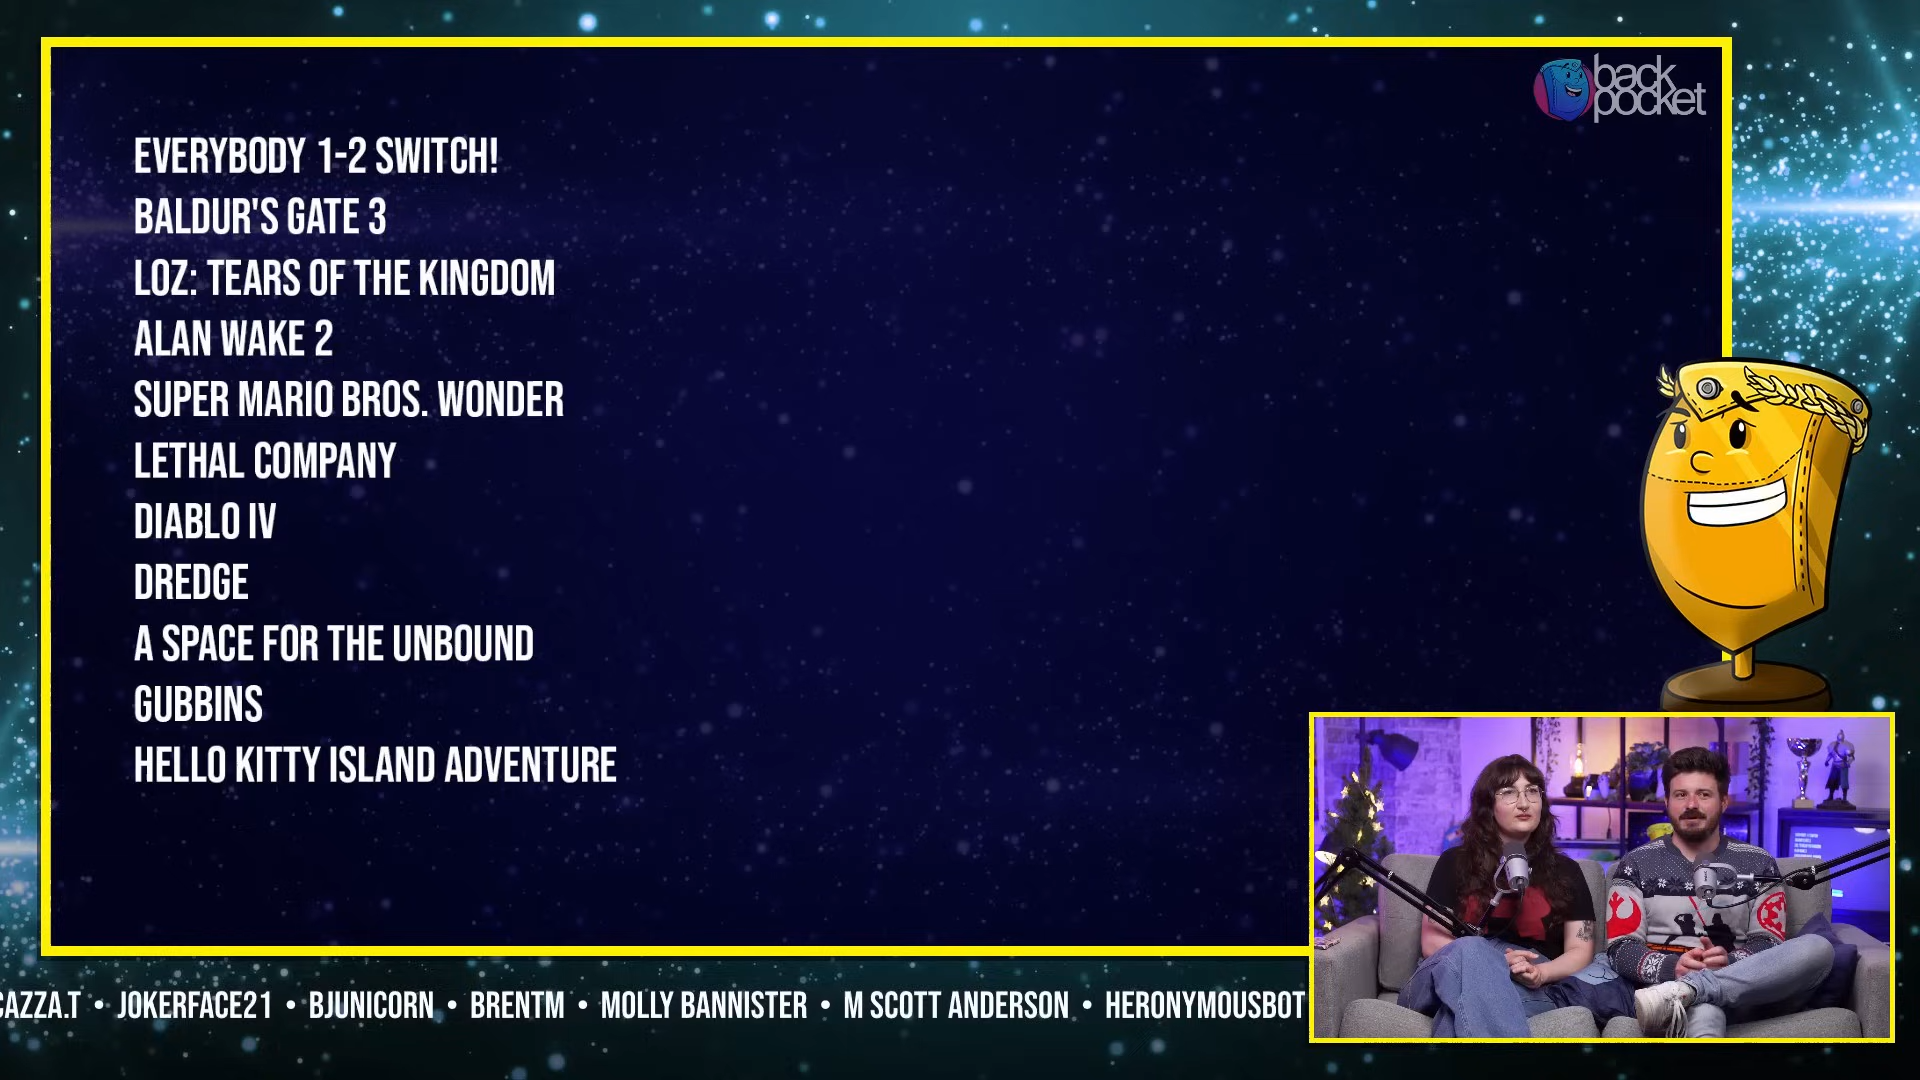 back
pocket
EVERYBODY 1-2 SWITCH!
BALDUR'S GATE 3
LOZ: TEARS OF THE KINGDOM
ALAN WAKE 2
SUPER MARIO BROS. WONDER
LETHAL COMPANY
DIABLO IV
DREDGE
A SPACE FOR THE UNBOUND
GUBBINS
HELLO KITTY ISLAND ADVENTURE
CAZZA.T • JOKERFACE21 • BJUNICORN • BRENTM • MOLLY BANNISTER • M SCOTT ANDERSON • HERONYMOUSBOT